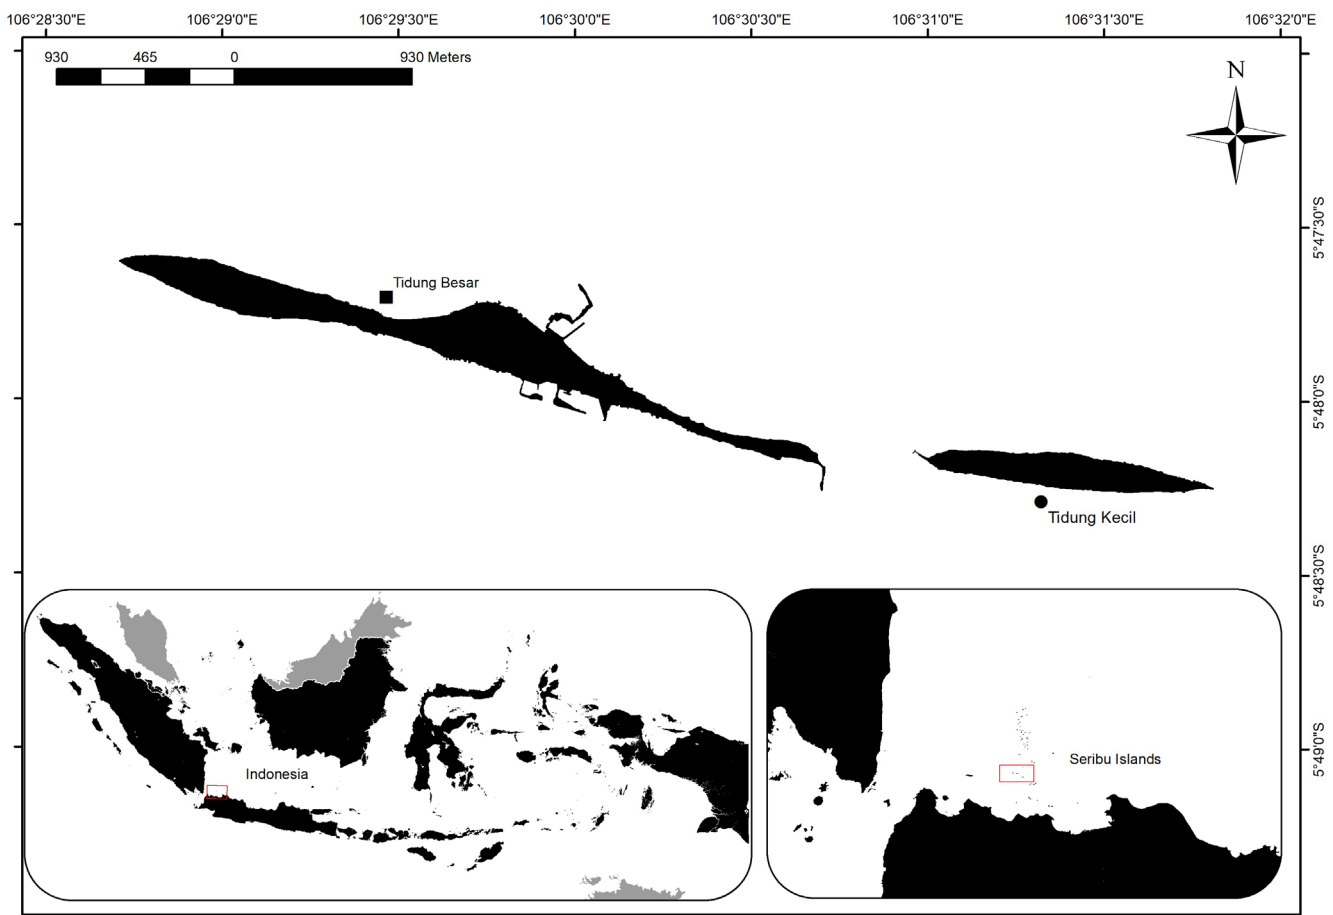 106°28'30"E 106°29'0"E 106°29'30"E 106°30'0"E 106°30'30"E 106°31'0"E 106°31'30"E 106°32'0"E
930 465 0 930 Meters
N
5°47'30"S
Tidung Besar
5°48'0"S
Tidung Kecil
5°48'30"S
5°49'0"S
Seribu Islands
Indonesia